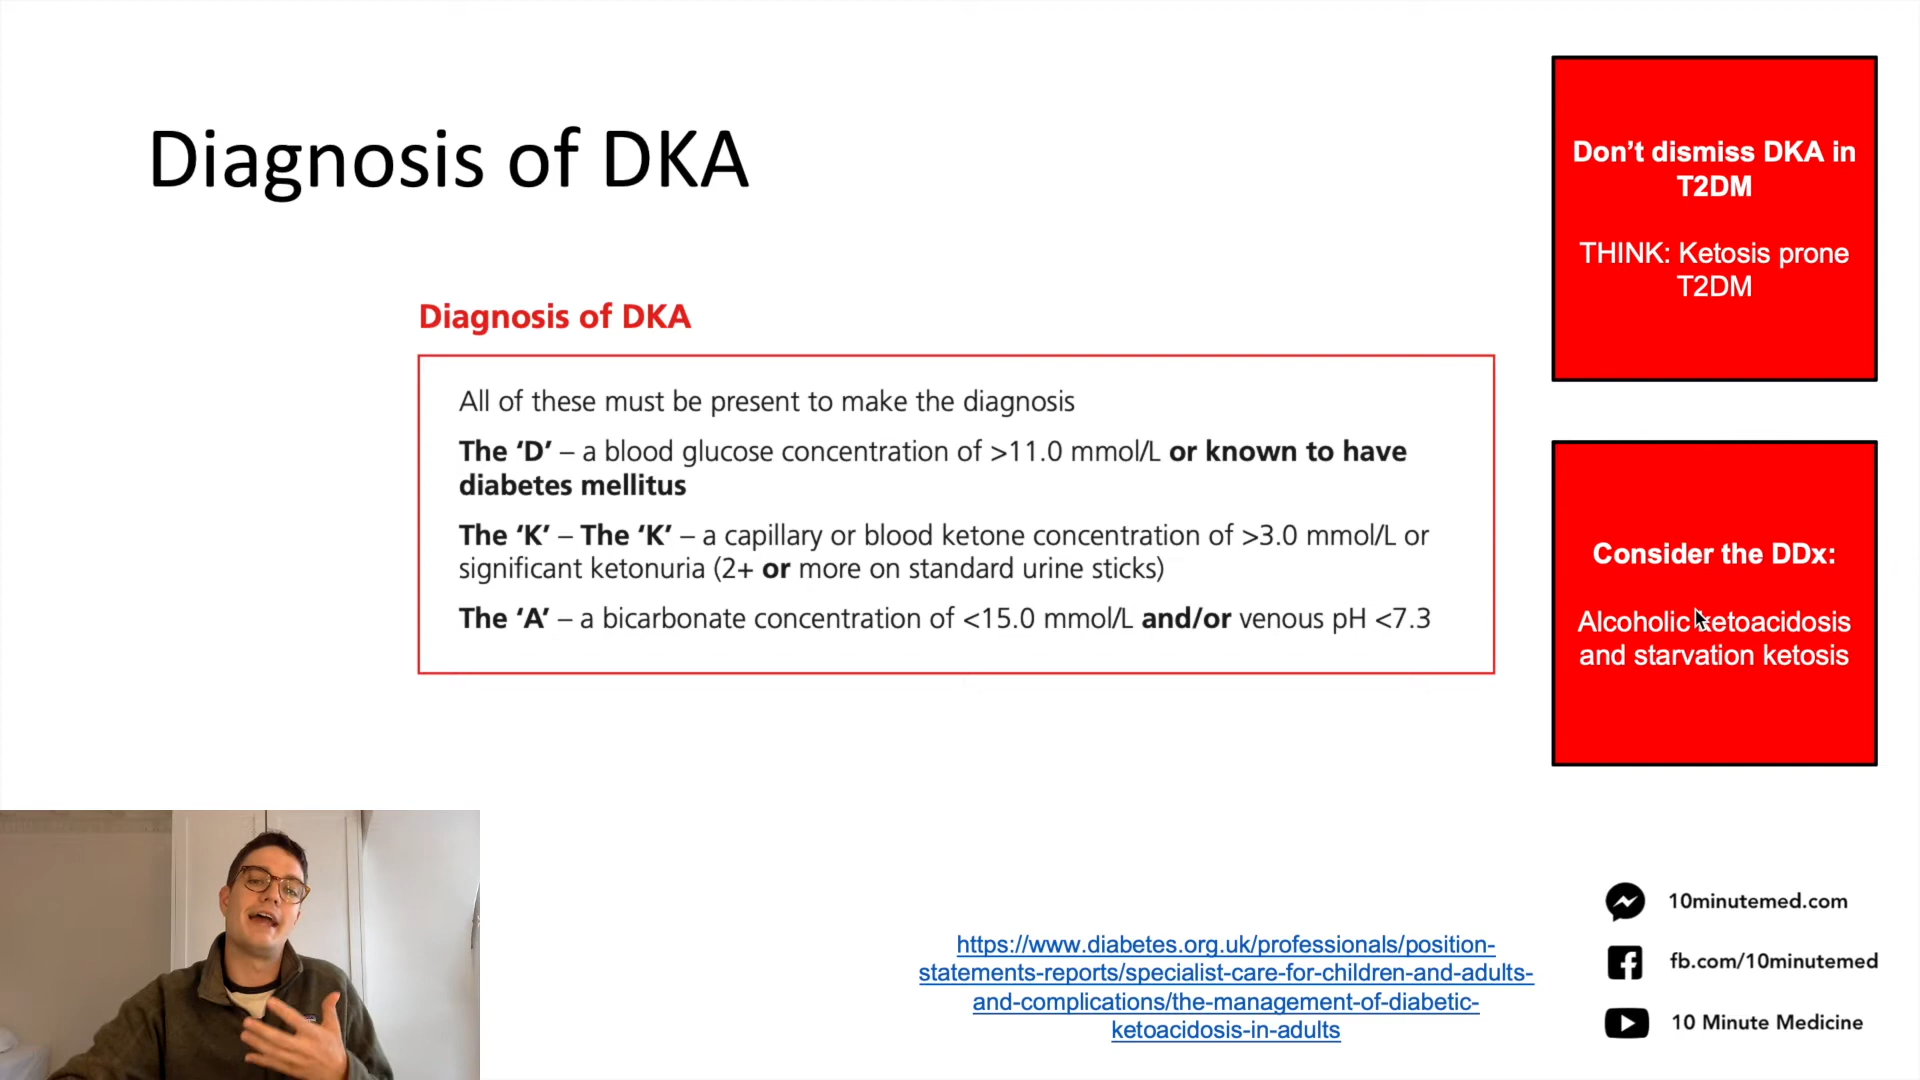 Diagnosis of DKA
Diagnosis of DKA
All of these must be present to make the diagnosis
The ‘D’ – a blood glucose concentration of >11.0 mmol/L or known to have
diabetes mellitus
The ‘K’ – The ‘K’ – a capillary or blood ketone concentration of >3.0 mmol/L or
significant ketonuria (2+ or more on standard urine sticks)
The ‘A’ – a bicarbonate concentration of <15.0 mmol/L and/or venous pH <7.3
Don’t dismiss DKA in
T2DM
THINK: Ketosis prone
T2DM
Consider the DDx:
Alcoholic ketoacidosis
and starvation ketosis
https://www.diabetes.org.uk/professionals/position-
statements-reports/specialist-care-for-children-and-adults-
and-complications/the-management-of-diabetic-
ketoacidosis-in-adults
10minutemed.com
fb.com/10minutemed
10 Minute Medicine